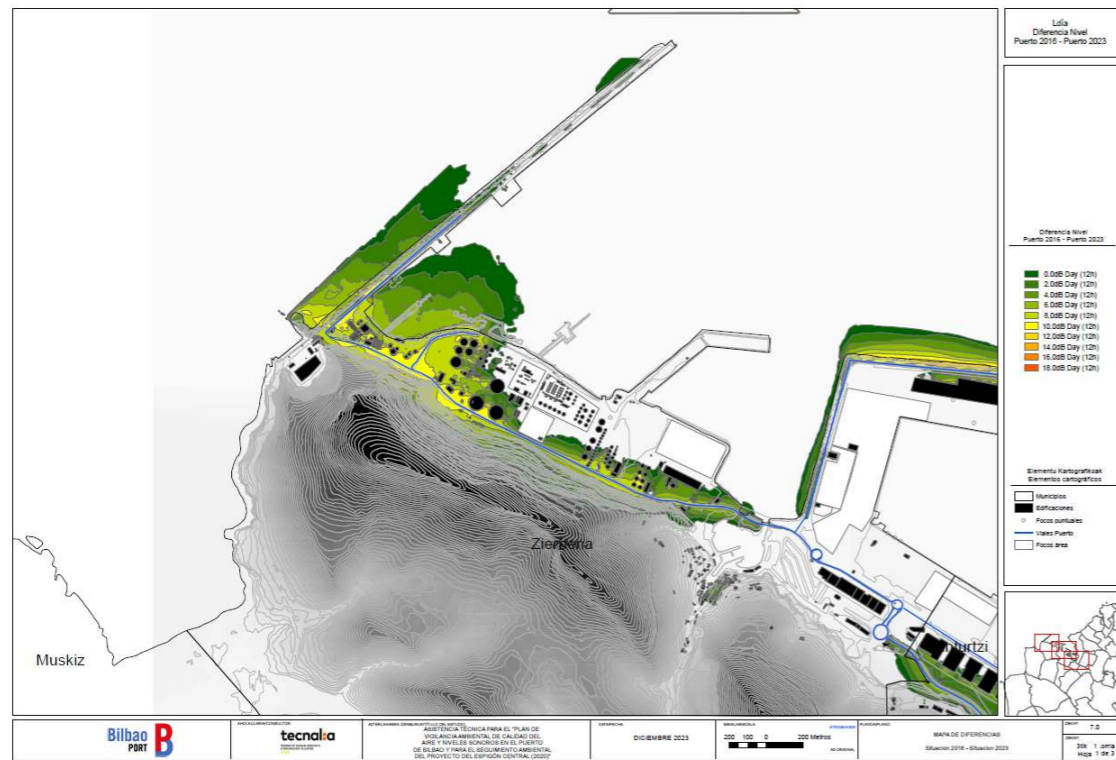 Ldía
Diferencia Nivel
Puerto 2016 - Puerto 2023
Diferencia Nivel
Puerto 2016 - Puerto 2023
0.0dB Day (12h)
2.0dB Day (12h)
4.0dB Day (12h)
6.0dB Day (12h)
8.0dB Day (12h)
10.0dB Day (12h)
12.0dB Day (12h)
14.0dB Day (12h)
16.0dB Day (12h)
18.0dB Day (12h)
Elementu Kartografikoak
Elementos cartográficos
Municipios
Edificaciones
Focos puntuales
Viales Puerto
Focos área
Muskiz
Bilbao
PORT
tecnalia
ASISTENCIA TÉCNICA PARA EL "PLAN DE
VIGILANCIA AMBIENTAL DE CALIDAD DEL
AIRE Y NIVELES SONOROS EN EL PUERTO
DE BILBAO Y PARA EL SEGUIMIENTO AMBIENTAL
DEL PROYECTO DEL ESPIGÓN CENTRAL (2020)"
DICIEMBRE 2023
200 100 0 200 Metros
MAPA DE DIFERENCIAS
Situacion 2016 - Situacion 2023
7.0
Hoja 1 de 3